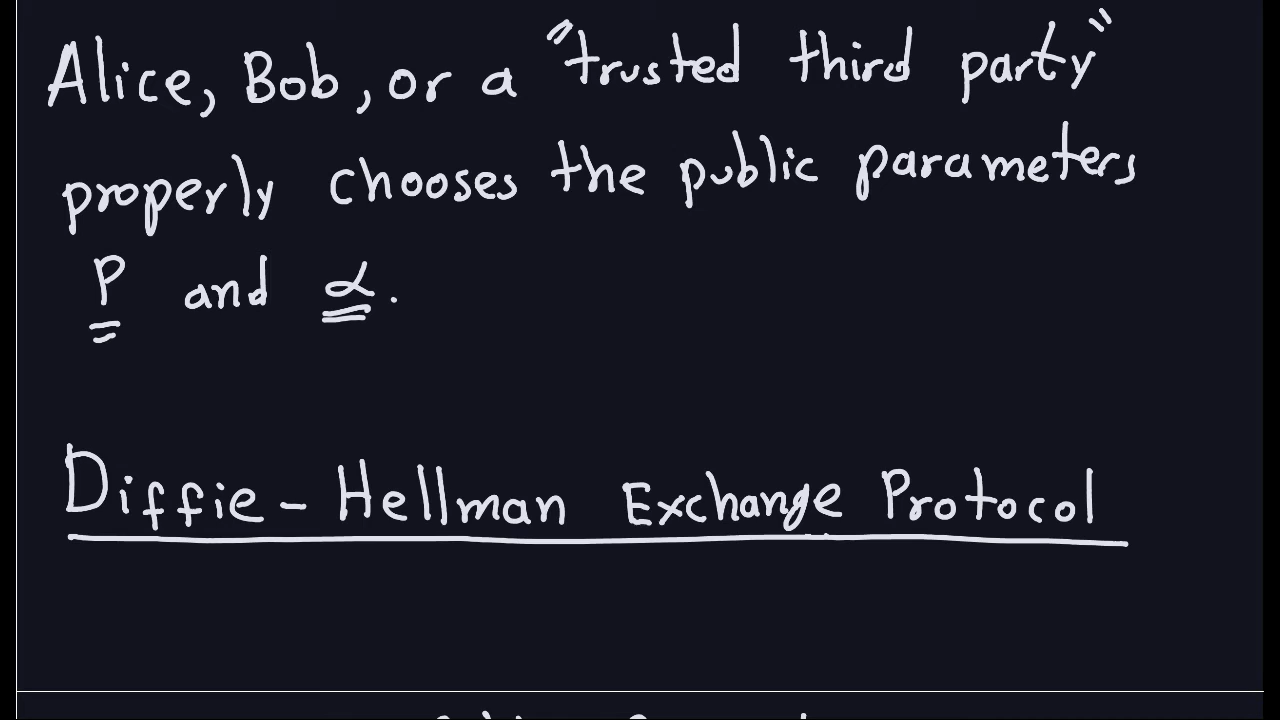 Alice, Bob, or a "trusted third party"
properly chooses the public parameters
P and α.
Diffie - Hellman Exchange Protocol